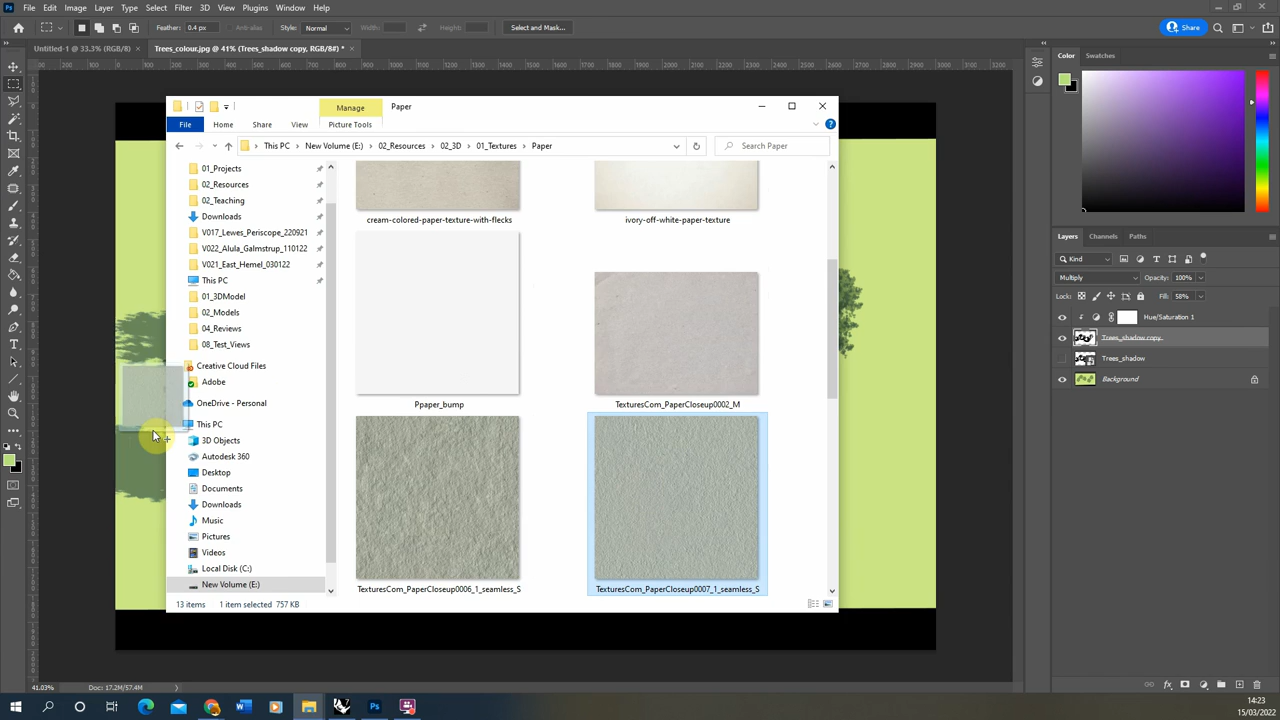 File Edit Image Layer Type Select Filter 3D View Plugins Window Help
Feather: 0.4 px Anti-alias Style: Normal Width: Height: Select and Mask... Share
Untitled-1 @ 33.3% (RGB/8) × Trees_colour.jpg @ 41% (Trees_shadow copy, RGB/8#) * ×
Manage Paper
File Home Share View Picture Tools
This PC > New Volume (E:) > 02_Resources > 02_3D > 01_Textures > Paper
Search Paper
01_Projects
02_Resources
02_Teaching
Downloads
V017_Lewes_Periscope_220921
V022_Alula_Galmstrup_110122
V021_East_Hemel_030122
This PC
01_3DModel
02_Models
04_Reviews
08_Test_Views
Creative Cloud Files
Adobe
OneDrive - Personal
This PC
3D Objects
Autodesk 360
Desktop
Documents
Downloads
Music
Pictures
Videos
Local Disk (C:)
New Volume (E:)
cream-colored-paper-texture-with-flecks
ivory-off-white-paper-texture
Ppaper_bump
TexturesCom_PaperCloseup0002_M
TexturesCom_PaperCloseup0006_1_seamless_S
TexturesCom_PaperCloseup0007_1_seamless_S
13 items 1 item selected 757 KB
Color Swatches
Layers Channels Paths
Kind
Multiply Opacity: 100%
Lock: Fill: 58%
Hue/Saturation 1
Trees_shadow copy
Trees_shadow
Background
41.03% Doc: 17.2M/57.4M
14:23
15/03/2022